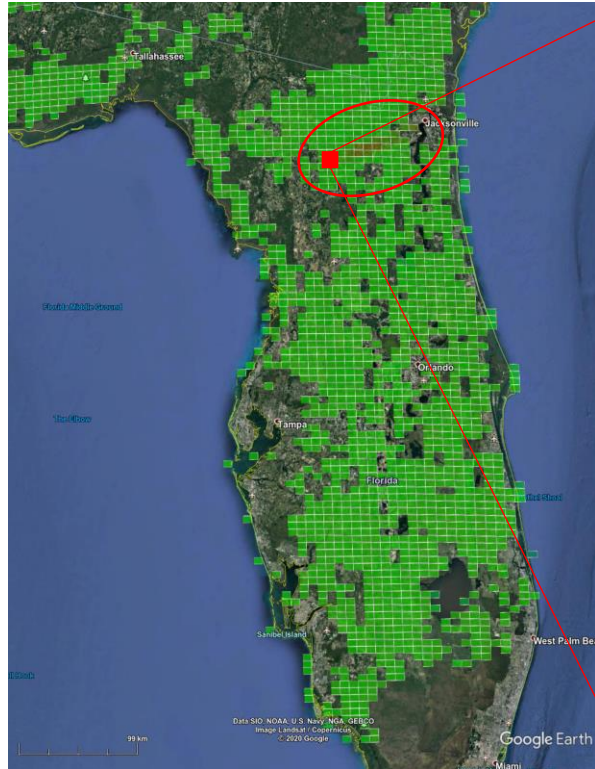 Tallahassee
Jacksonville
Florida Middle Ground
Orlando
The Elbow
Tampa
Florida
Sanibel Island
West Palm Bea
Data SIO, NOAA, U.S. Navy, NGA, GEBCO
Image Landsat / Copernicus
© 2020 Google
99 km
Google Earth
Miami